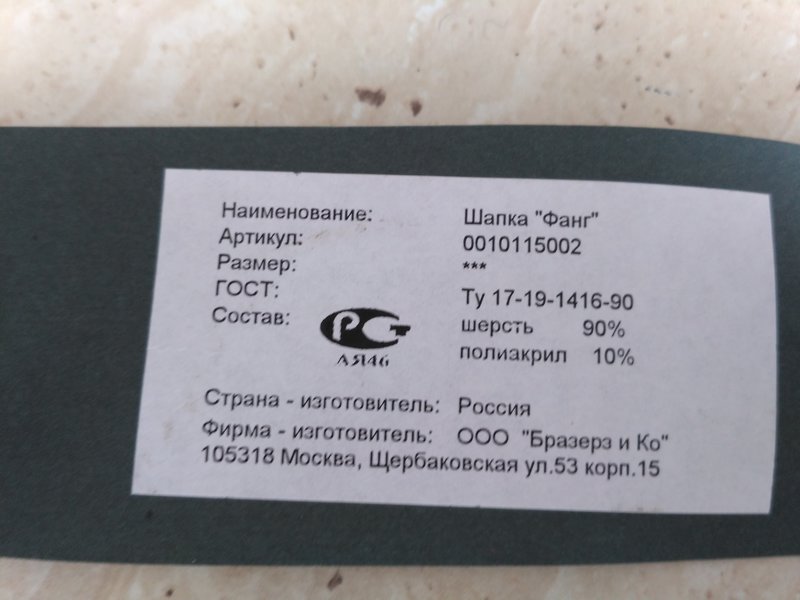 Наименование: Шапка "Фанг"
Артикул: 0010115002
Размер: ***
ГОСТ: Ту 17-19-1416-90
Состав: шерсть 90%
полиакрил 10%
РСТ
АЯ46
Страна - изготовитель: Россия
Фирма - изготовитель: ООО "Бразерз и Ко"
105318 Москва, Щербаковская ул.53 корп.15